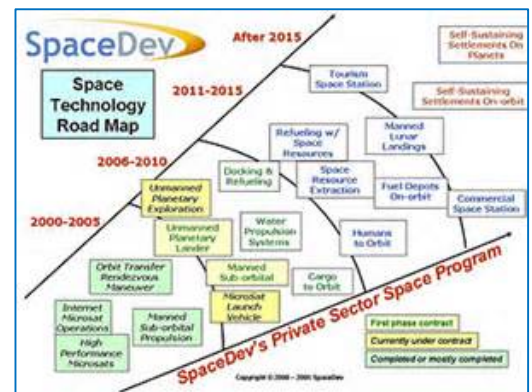 SpaceDev
Space
Technology
Road Map
After 2015
2011-2015
2006-2010
2000-2005
Self-Sustaining
Settlements On
Planets
Self-Sustaining
Settlements On-orbit
Tourism
Space Station
Manned
Lunar
Landings
Refueling w/
Space
Resources
Space
Resource
Extraction
Fuel Depots
On-orbit
Commercial
Space Station
Docking &
Refueling
Unmanned
Planetary
Exploration
Unmanned
Planetary
Lander
Water
Propulsion
Systems
Humans
to Orbit
Orbit Transfer
Rendezvous
Maneuver
Manned
Sub-orbital
Cargo
to Orbit
MicroSat
Launch
Vehicle
Internet
Microsat
Operations
Manned
Sub-orbital
Propulsion
High
Performance
Microsats
SpaceDev's Private Sector Space Program
First phase contract
Currently under contract
Completed or mostly completed